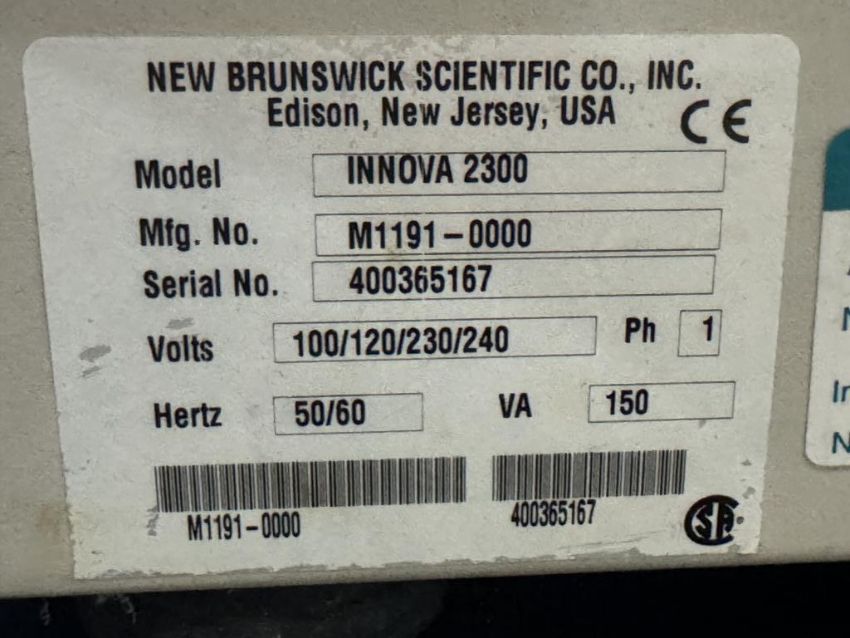 NEW BRUNSWICK SCIENTIFIC CO., INC.
Edison, New Jersey, USA
CE
Model INNOVA 2300
Mfg. No. M1191-0000
Serial No. 400365167
Volts 100/120/230/240 Ph 1
Hertz 50/60 VA 150
M1191-0000 400365167
SA